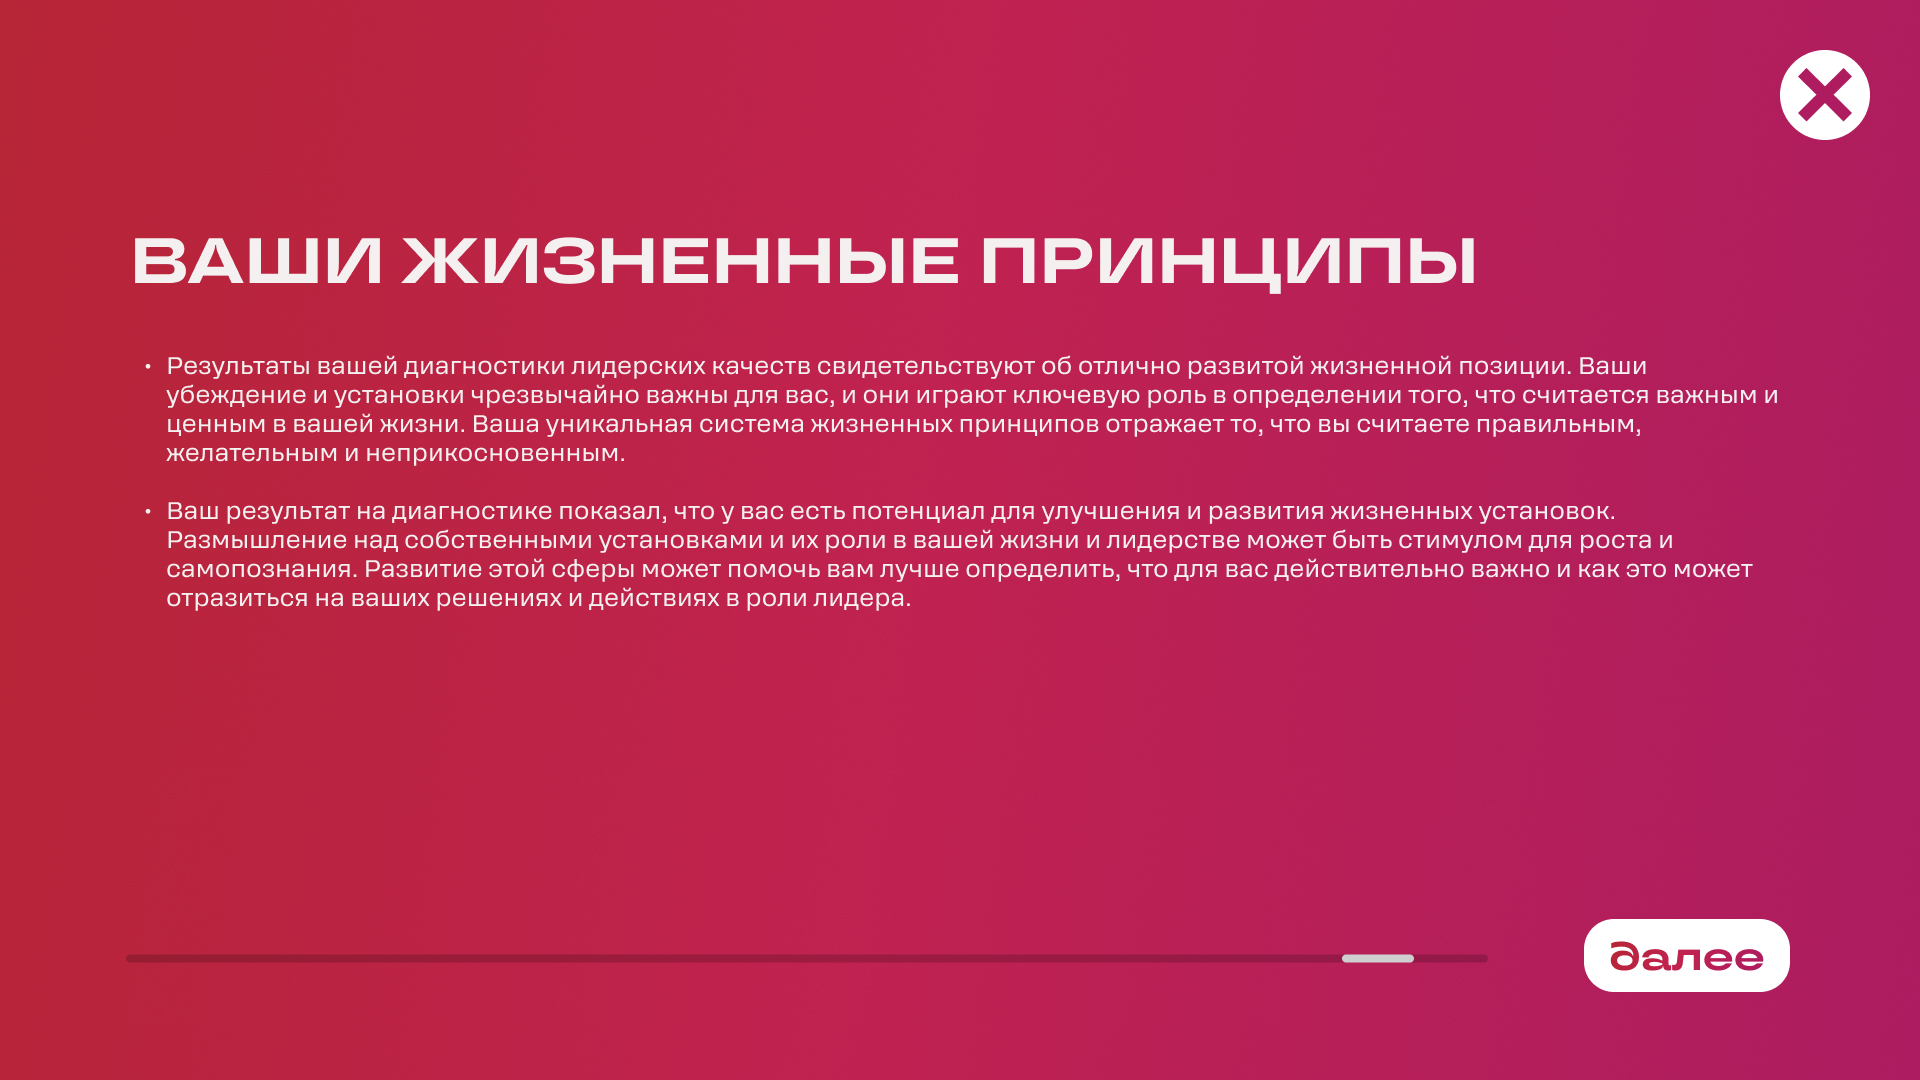 ВАШИ ЖИЗНЕННЫЕ ПРИНЦИПЫ
• Результаты вашей диагностики лидерских качеств свидетельствуют об отлично развитой жизненной позиции. Ваши
убеждение и установки чрезвычайно важны для вас, и они играют ключевую роль в определении того, что считается важным и
ценным в вашей жизни. Ваша уникальная система жизненных принципов отражает то, что вы считаете правильным,
желательным и неприкосновенным.
• Ваш результат на диагностике показал, что у вас есть потенциал для улучшения и развития жизненных установок.
Размышление над собственными установками и их роли в вашей жизни и лидерстве может быть стимулом для роста и
самопознания. Развитие этой сферы может помочь вам лучше определить, что для вас действительно важно и как это может
отразиться на ваших решениях и действиях в роли лидера.
далее